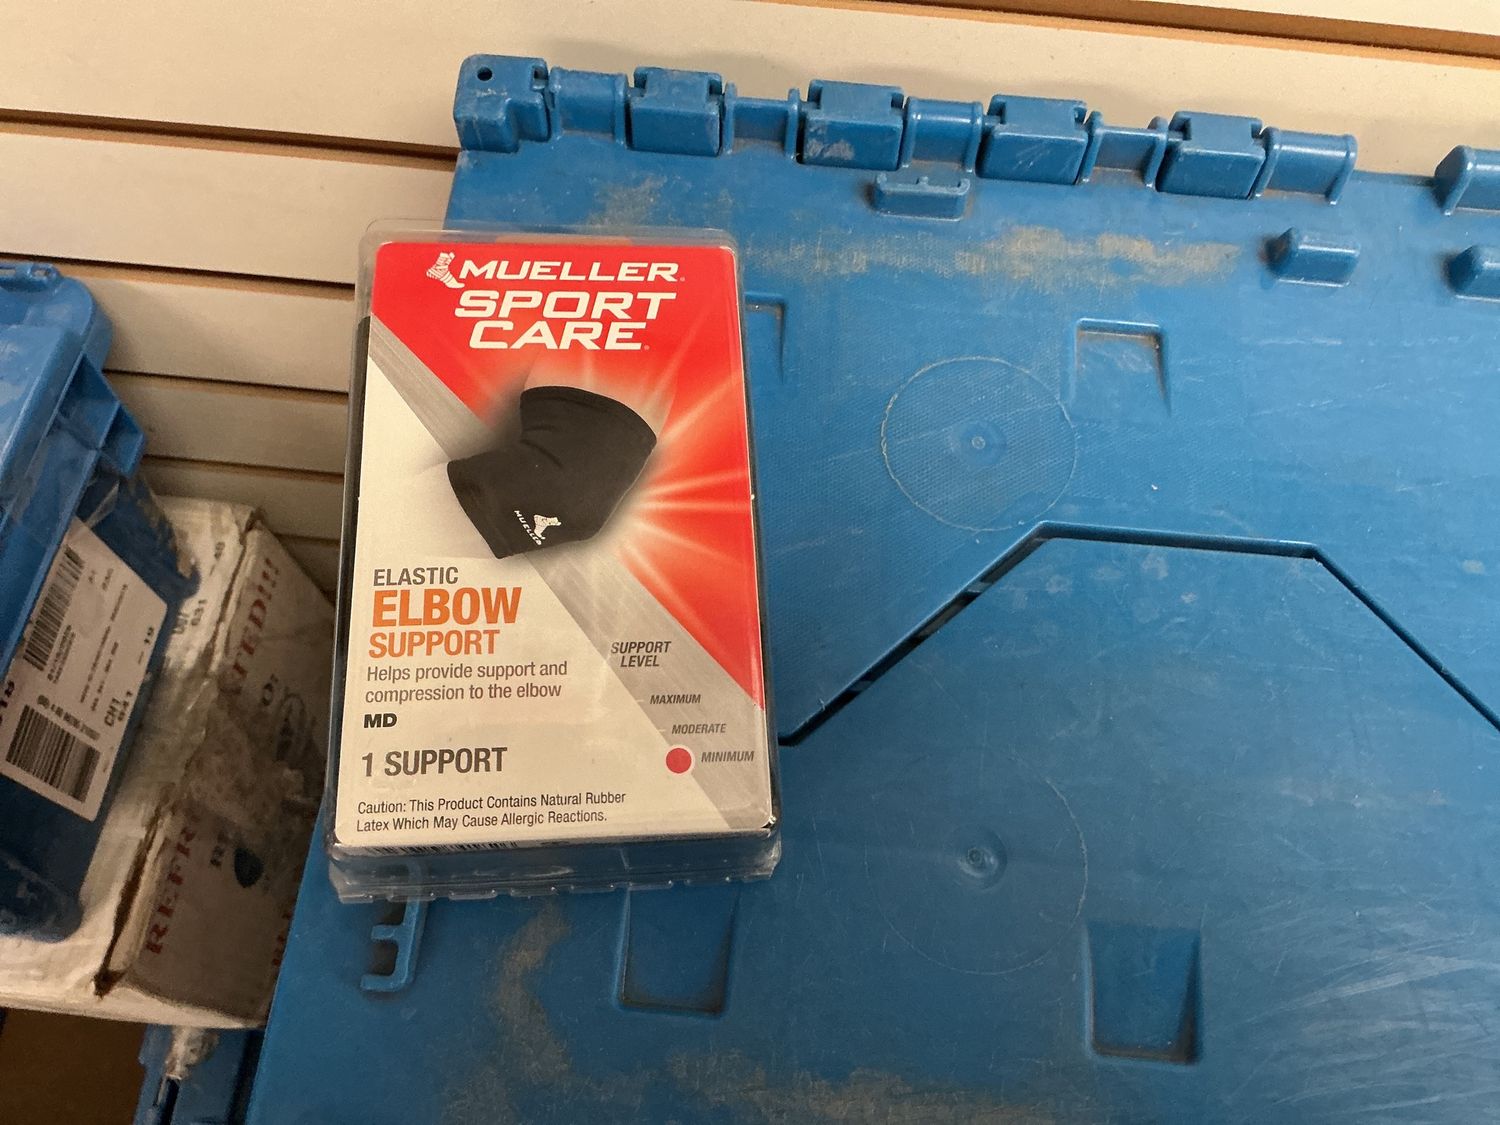 MUELLER
SPORT
CARE
MUELLER
ELASTIC
ELBOW
SUPPORT
Helps provide support and
compression to the elbow
MD
1 SUPPORT
SUPPORT
LEVEL
MAXIMUM
MODERATE
MINIMUM
Caution: This Product Contains Natural Rubber
Latex Which May Cause Allergic Reactions.